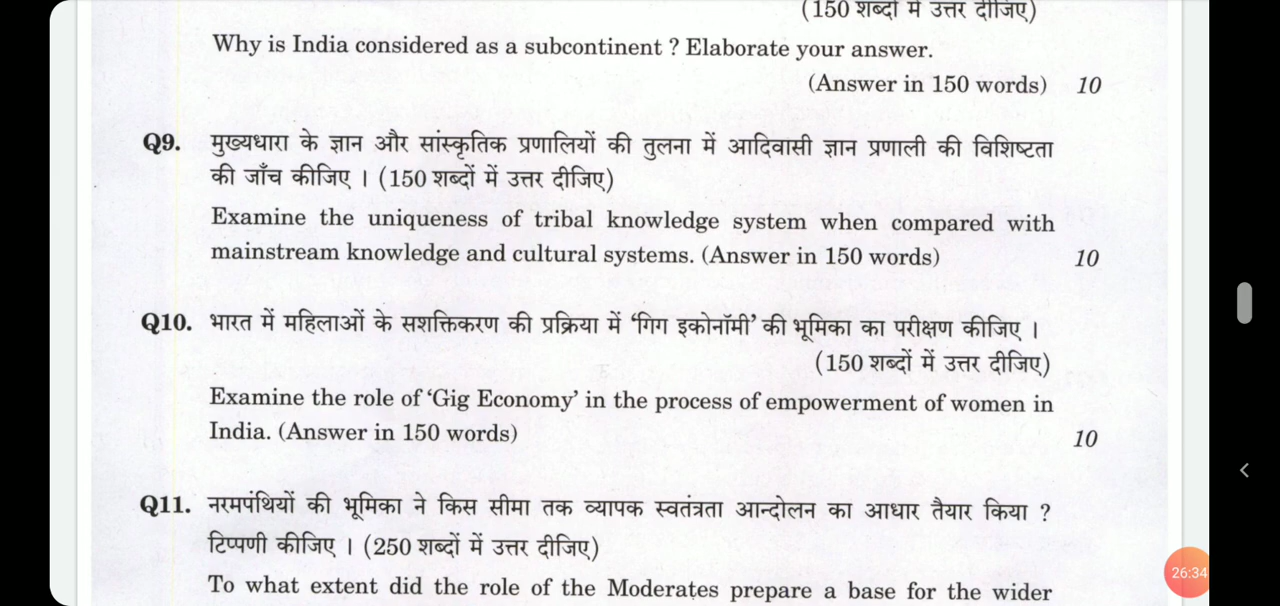 (150 शब्दों में उत्तर दीजिए)
Why is India considered as a subcontinent ? Elaborate your answer.
(Answer in 150 words) 10
Q9. मुख्यधारा के ज्ञान और सांस्कृतिक प्रणालियों की तुलना में आदिवासी ज्ञान प्रणाली की विशिष्टता
की जाँच कीजिए । (150 शब्दों में उत्तर दीजिए)
Examine the uniqueness of tribal knowledge system when compared with
mainstream knowledge and cultural systems. (Answer in 150 words) 10
Q10. भारत में महिलाओं के सशक्तिकरण की प्रक्रिया में ‘गिग इकोनॉमी’ की भूमिका का परीक्षण कीजिए ।
(150 शब्दों में उत्तर दीजिए)
Examine the role of ‘Gig Economy’ in the process of empowerment of women in
India. (Answer in 150 words) 10
Q11. नरमपंथियों की भूमिका ने किस सीमा तक व्यापक स्वतंत्रता आन्दोलन का आधार तैयार किया ?
टिप्पणी कीजिए । (250 शब्दों में उत्तर दीजिए)
26:34
To what extent did the role of the Moderates prepare a base for the wider